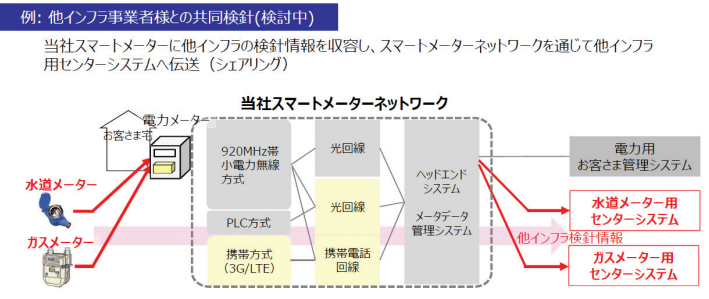 例: 他インフラ事業者様との共同検針(検討中)
当社スマートメーターに他インフラの検針情報を収容し、スマートメーターネットワークを通じて他インフラ
用センターシステムへ伝送（シェアリング）
当社スマートメーターネットワーク
電力メーター
お客さま宅
水道メーター
ガスメーター
920MHz帯
小電力無線
方式
PLC方式
携帯方式
（3G/LTE）
光回線
光回線
携帯電話
回線
ヘッドエンド
システム
メータデータ
管理システム
電力用
お客さま管理システム
水道メーター用
センターシステム
他インフラ検針情報
ガスメーター用
センターシステム